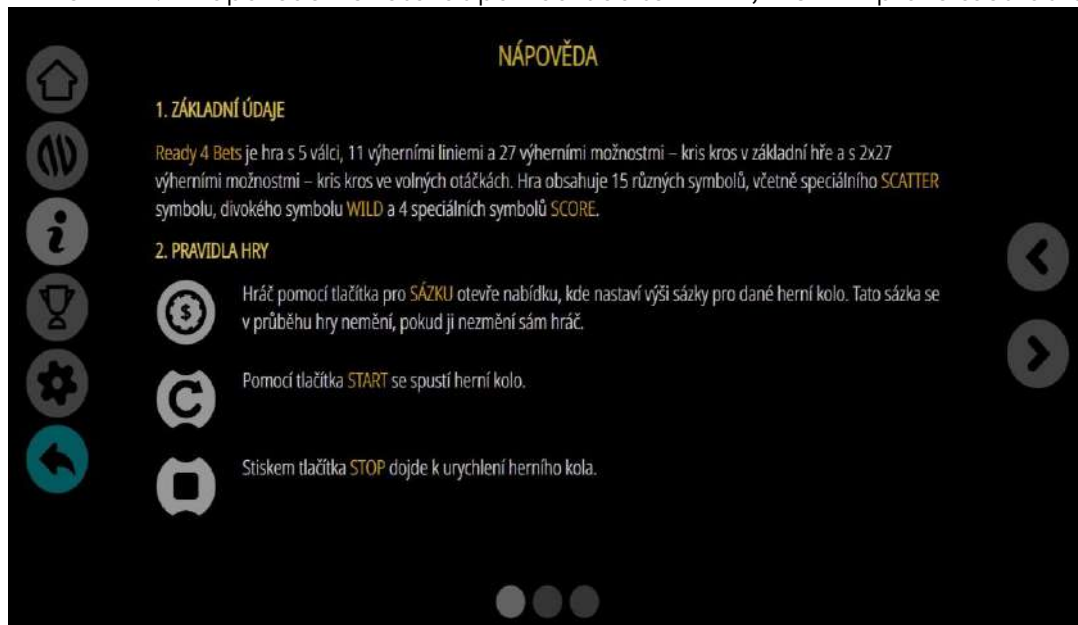 NÁPOVĚDA
1. ZÁKLADNÍ ÚDAJE
Ready 4 Bets je hra s 5 válci, 11 výherními liniemi a 27 výherními možnostmi – kris kros v základní hře a s 2x27
výherními možnostmi – kris kros ve volných otáčkách. Hra obsahuje 15 různých symbolů, včetně speciálního SCATTER
symbolu, divokého symbolu WILD a 4 speciálních symbolů SCORE.
2. PRAVIDLA HRY
Hráč pomocí tlačítka pro SÁZKU otevře nabídku, kde nastaví výši sázky pro dané herní kolo. Tato sázka se
v průběhu hry nemění, pokud ji nezmění sám hráč.
Pomocí tlačítka START se spustí herní kolo.
Stiskem tlačítka STOP dojde k urychlení herního kola.